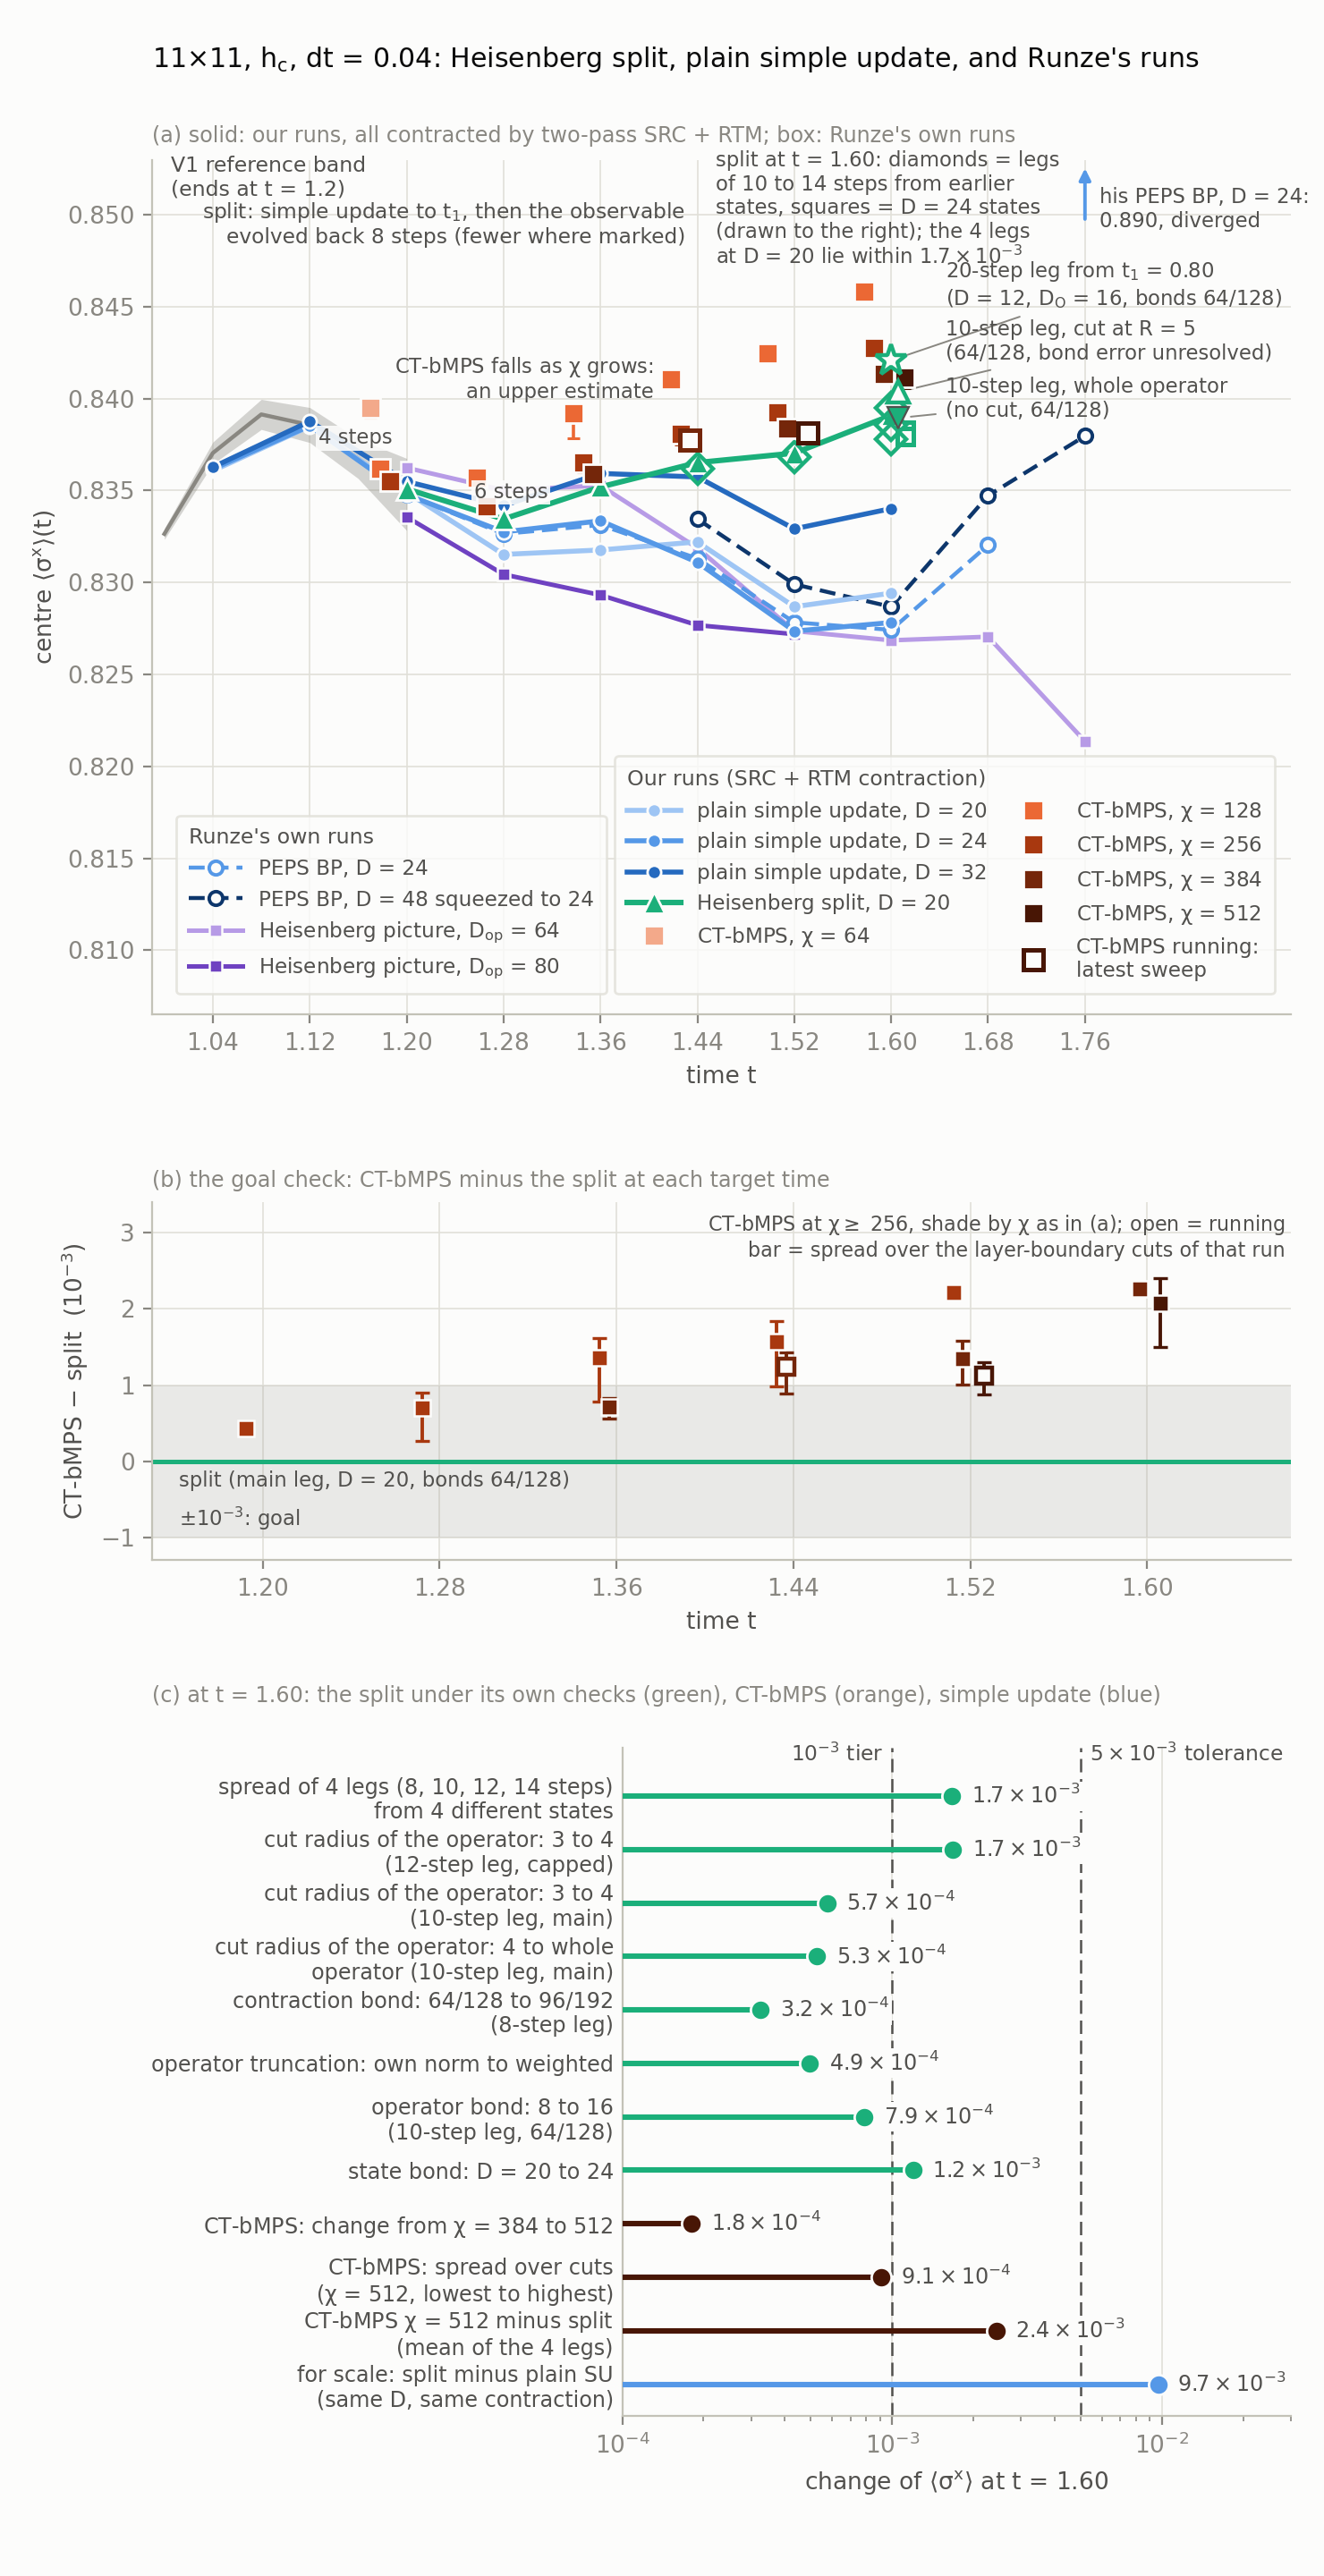 11×11, h_c, dt = 0.04: Heisenberg split, plain simple update, and Runze's runs
(a) solid: our runs, all contracted by two-pass SRC + RTM; box: Runze's own runs
V1 reference band
(ends at t = 1.2)
split: simple update to t₁, then the observable
evolved back 8 steps (fewer where marked)
split at t = 1.60: diamonds = legs
of 10 to 14 steps from earlier
states, squares = D = 24 states
(drawn to the right); the 4 legs
at D = 20 lie within 1.7 × 10⁻³
his PEPS BP, D = 24:
0.890, diverged
20-step leg from t₁ = 0.80
(D = 12, D_O = 16, bonds 64/128)
10-step leg, cut at R = 5
(64/128, bond error unresolved)
10-step leg, whole operator
(no cut, 64/128)
CT-bMPS falls as χ grows:
an upper estimate
4 steps
6 steps
centre ⟨σˣ⟩(t)
0.850
0.845
0.840
0.835
0.830
0.825
0.820
0.815
0.810
Runze's own runs
PEPS BP, D = 24
PEPS BP, D = 48 squeezed to 24
Heisenberg picture, D_op = 64
Heisenberg picture, D_op = 80
Our runs (SRC + RTM contraction)
plain simple update, D = 20
plain simple update, D = 24
plain simple update, D = 32
Heisenberg split, D = 20
CT-bMPS, χ = 64
CT-bMPS, χ = 128
CT-bMPS, χ = 256
CT-bMPS, χ = 384
CT-bMPS, χ = 512
CT-bMPS running:
latest sweep
1.04 1.12 1.20 1.28 1.36 1.44 1.52 1.60 1.68 1.76
time t
(b) the goal check: CT-bMPS minus the split at each target time
CT-bMPS at χ ≥ 256, shade by χ as in (a); open = running
bar = spread over the layer-boundary cuts of that run
CT-bMPS − split (10⁻³)
3
2
1
0
−1
split (main leg, D = 20, bonds 64/128)
±10⁻³: goal
1.20 1.28 1.36 1.44 1.52 1.60
time t
(c) at t = 1.60: the split under its own checks (green), CT-bMPS (orange), simple update (blue)
10⁻³ tier
5 × 10⁻³ tolerance
spread of 4 legs (8, 10, 12, 14 steps)
from 4 different states
1.7 × 10⁻³
cut radius of the operator: 3 to 4
(12-step leg, capped)
1.7 × 10⁻³
cut radius of the operator: 3 to 4
(10-step leg, main)
5.7 × 10⁻⁴
cut radius of the operator: 4 to whole
operator (10-step leg, main)
5.3 × 10⁻⁴
contraction bond: 64/128 to 96/192
(8-step leg)
3.2 × 10⁻⁴
operator truncation: own norm to weighted
4.9 × 10⁻⁴
operator bond: 8 to 16
(10-step leg, 64/128)
7.9 × 10⁻⁴
state bond: D = 20 to 24
1.2 × 10⁻³
CT-bMPS: change from χ = 384 to 512
1.8 × 10⁻⁴
CT-bMPS: spread over cuts
(χ = 512, lowest to highest)
9.1 × 10⁻⁴
CT-bMPS χ = 512 minus split
(mean of the 4 legs)
2.4 × 10⁻³
for scale: split minus plain SU
(same D, same contraction)
9.7 × 10⁻³
10⁻⁴ 10⁻³ 10⁻²
change of ⟨σˣ⟩ at t = 1.60